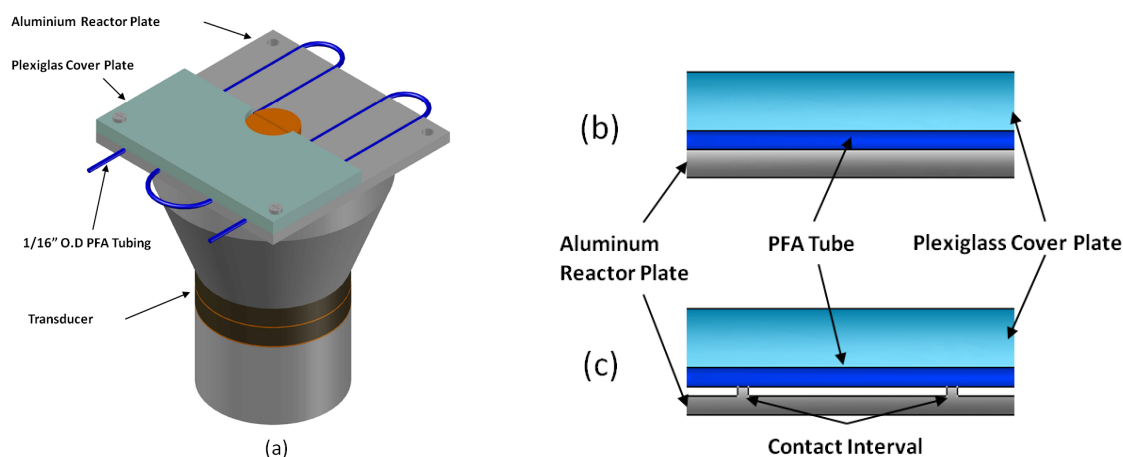 Aluminium Reactor Plate
Plexiglas Cover Plate
1/16” O.D PFA Tubing
Transducer
(a)
(b)
Aluminum
Reactor Plate
PFA Tube
Plexiglass Cover Plate
(c)
Contact Interval